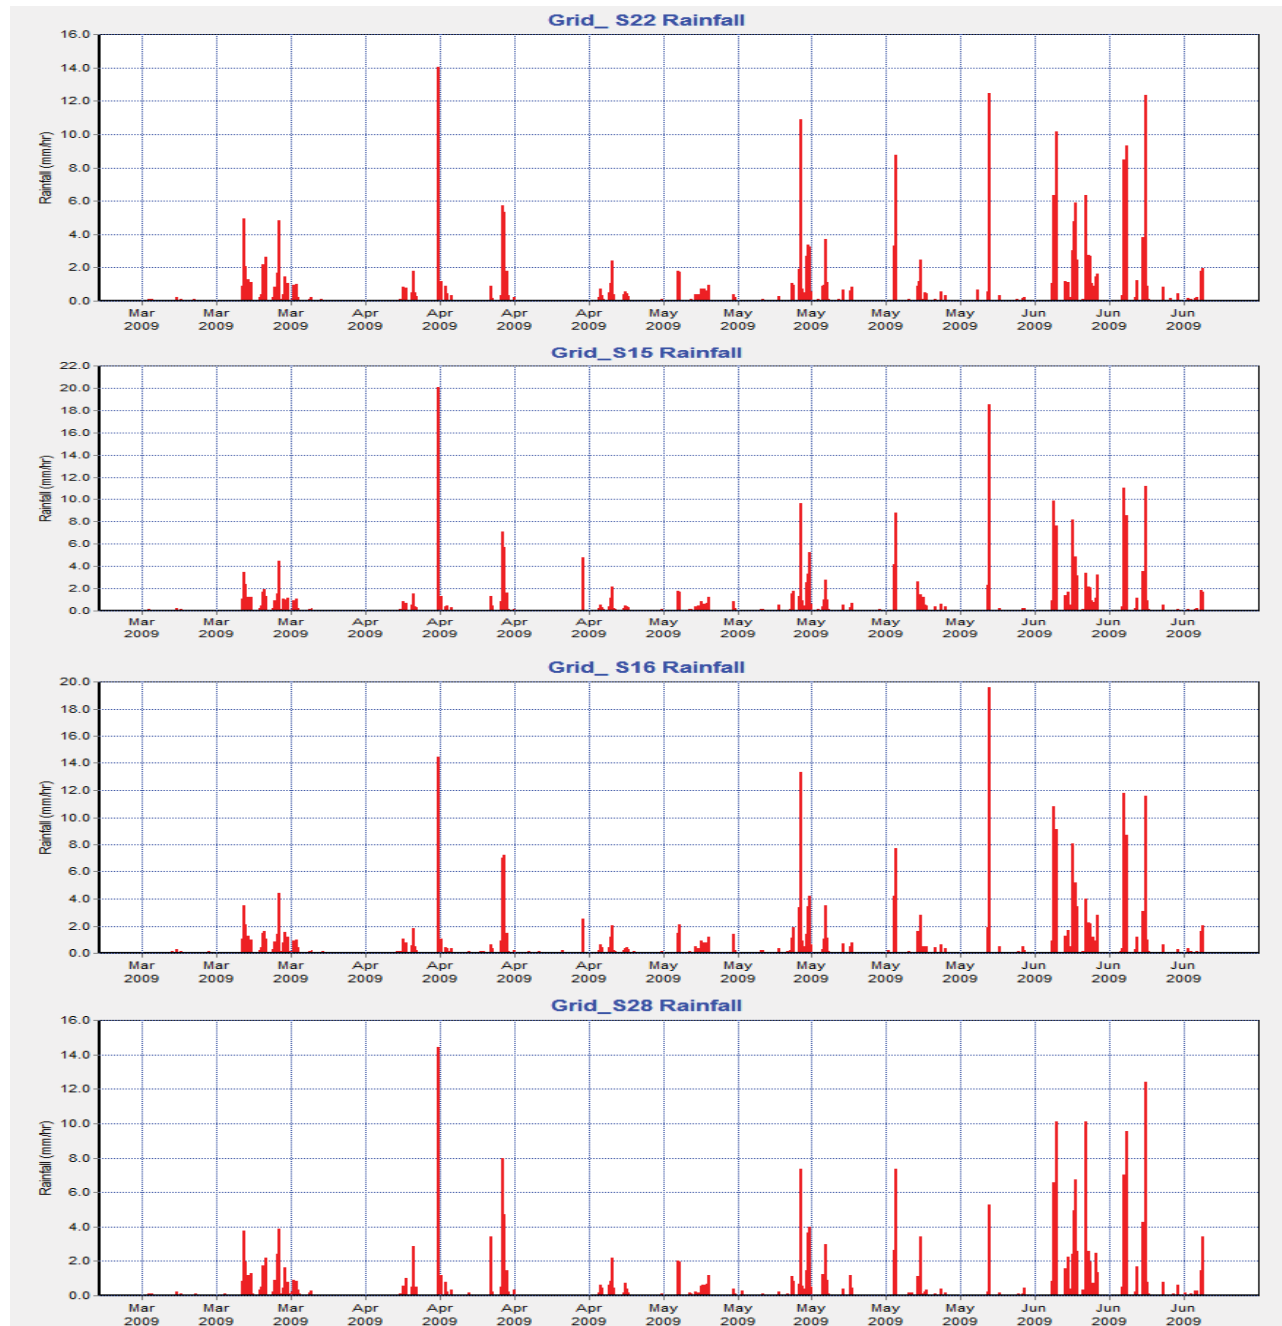 Grid_ S22 Rainfall
16.0
14.0
12.0
10.0
8.0
6.0
4.0
2.0
0.0
Rainfall (mm/hr)
Mar Mar Mar Apr Apr Apr Apr May May May May May Jun Jun Jun
2009 2009 2009 2009 2009 2009 2009 2009 2009 2009 2009 2009 2009 2009 2009
Grid_S15 Rainfall
22.0
20.0
18.0
16.0
14.0
12.0
10.0
8.0
6.0
4.0
2.0
0.0
Rainfall (mm/hr)
Mar Mar Mar Apr Apr Apr Apr May May May May May Jun Jun Jun
2009 2009 2009 2009 2009 2009 2009 2009 2009 2009 2009 2009 2009 2009 2009
Grid_ S16 Rainfall
20.0
18.0
16.0
14.0
12.0
10.0
8.0
6.0
4.0
2.0
0.0
Rainfall (mm/hr)
Mar Mar Mar Apr Apr Apr Apr May May May May May Jun Jun Jun
2009 2009 2009 2009 2009 2009 2009 2009 2009 2009 2009 2009 2009 2009 2009
Grid_S28 Rainfall
16.0
14.0
12.0
10.0
8.0
6.0
4.0
2.0
0.0
Rainfall (mm/hr)
Mar Mar Mar Apr Apr Apr Apr May May May May May Jun Jun Jun
2009 2009 2009 2009 2009 2009 2009 2009 2009 2009 2009 2009 2009 2009 2009